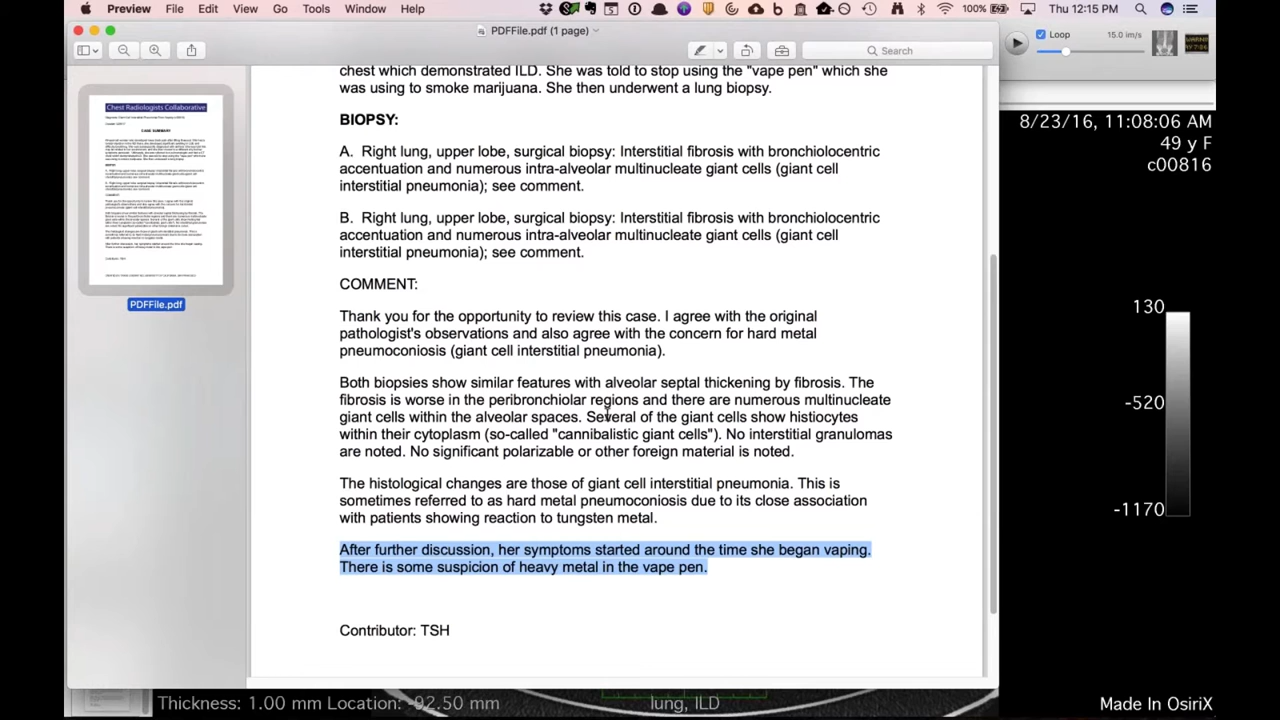 Preview File Edit View Go Tools Window Help
100% Thu 12:15 PM
PDFFile.pdf (1 page)
Search
Loop 15.0 im/s
Chest Radiologists Collaborative
CASE SUMMARY
PDFFile.pdf
chest which demonstrated ILD. She was told to stop using the "vape pen" which she
was using to smoke marijuana. She then underwent a lung biopsy.
BIOPSY:
A. Right lung, upper lobe, surgical biopsy: Interstitial fibrosis with bronchiolocentric
accentuation and numerous intra-alveolar multinucleate giant cells (giant cell
interstitial pneumonia); see comment.
B. Right lung, upper lobe, surgical biopsy: Interstitial fibrosis with bronchiolocentric
accentuation and numerous intra-alveolar multinucleate giant cells (giant cell
interstitial pneumonia); see comment.
COMMENT:
Thank you for the opportunity to review this case. I agree with the original
pathologist's observations and also agree with the concern for hard metal
pneumoconiosis (giant cell interstitial pneumonia).
Both biopsies show similar features with alveolar septal thickening by fibrosis. The
fibrosis is worse in the peribronchiolar regions and there are numerous multinucleate
giant cells within the alveolar spaces. Several of the giant cells show histiocytes
within their cytoplasm (so-called "cannibalistic giant cells"). No interstitial granulomas
are noted. No significant polarizable or other foreign material is noted.
The histological changes are those of giant cell interstitial pneumonia. This is
sometimes referred to as hard metal pneumoconiosis due to its close association
with patients showing reaction to tungsten metal.
After further discussion, her symptoms started around the time she began vaping.
There is some suspicion of heavy metal in the vape pen.
Contributor: TSH
8/23/16, 11:08:06 AM
49 y F
c00816
130
-520
-1170
Thickness: 1.00 mm Location: -92.50 mm
lung, ILD
Made In OsiriX